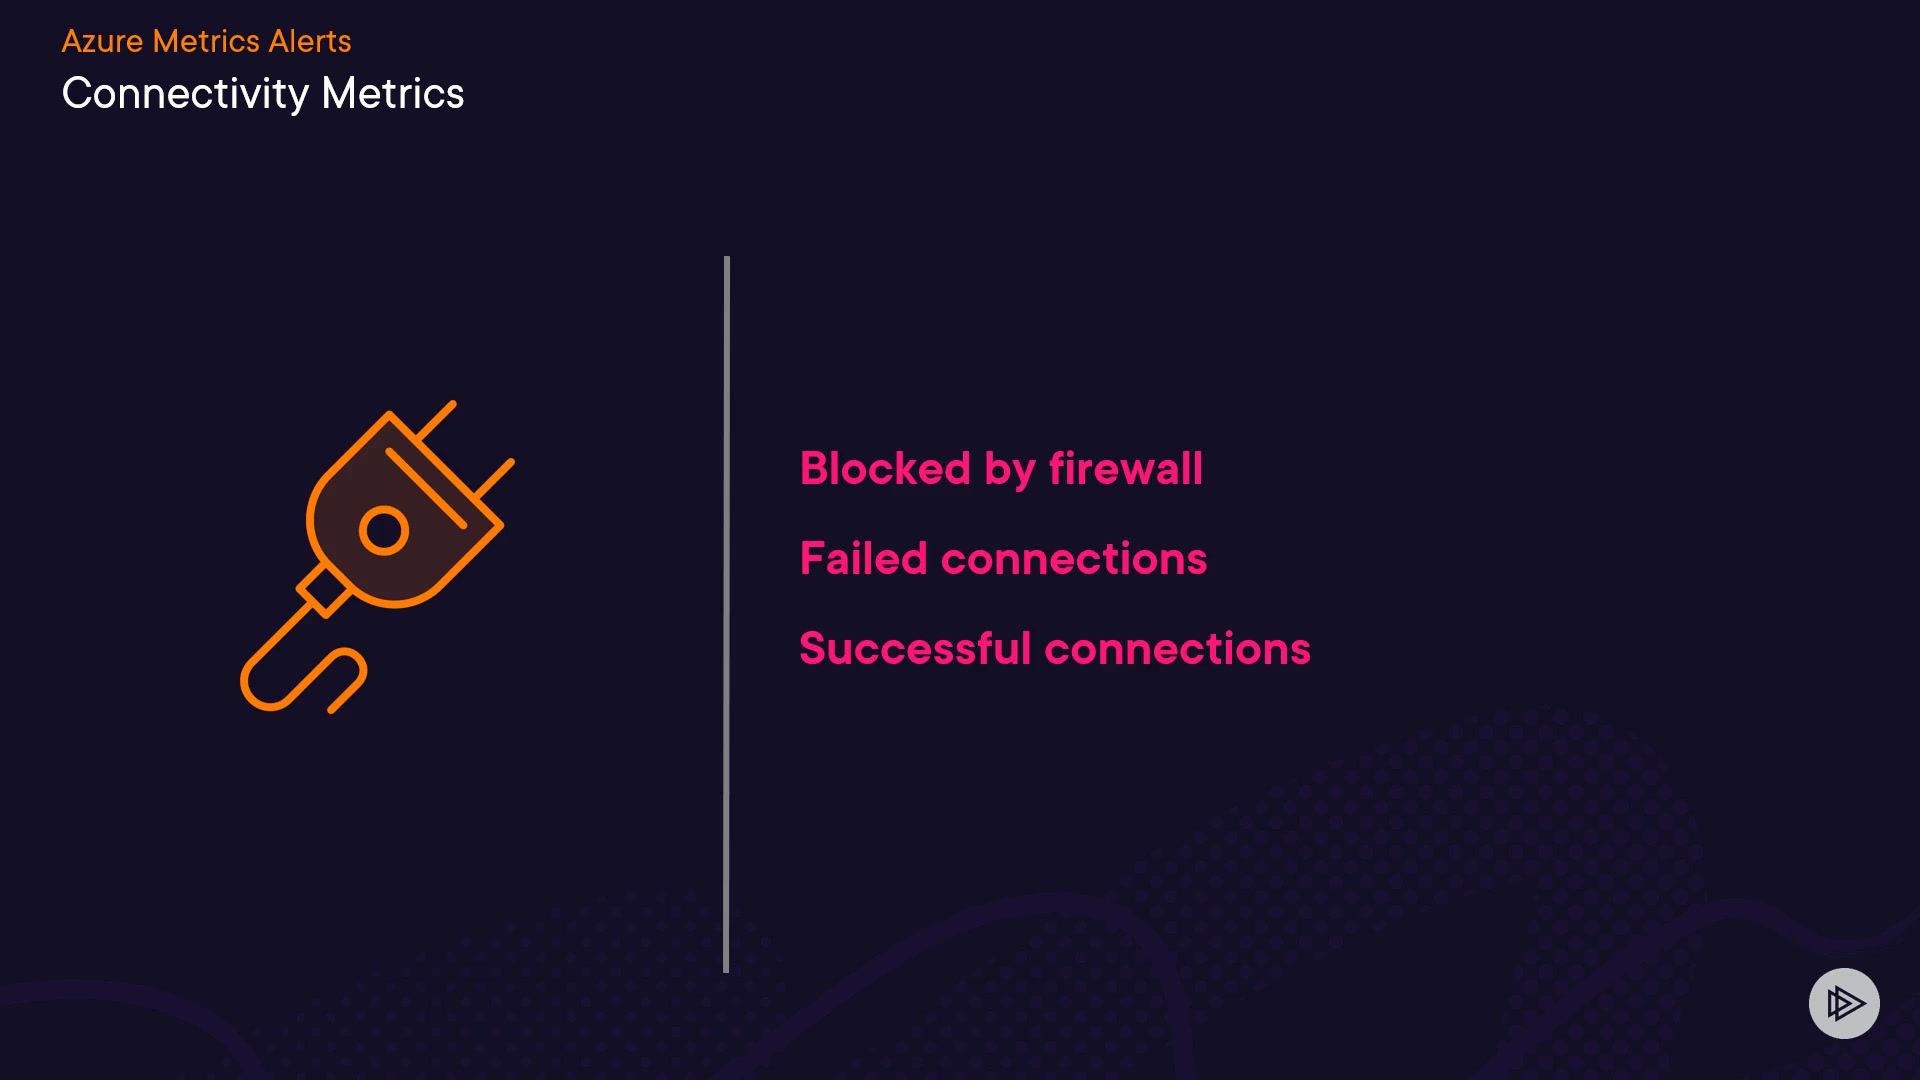 Azure Metrics Alerts
Connectivity Metrics
Blocked by firewall
Failed connections
Successful connections